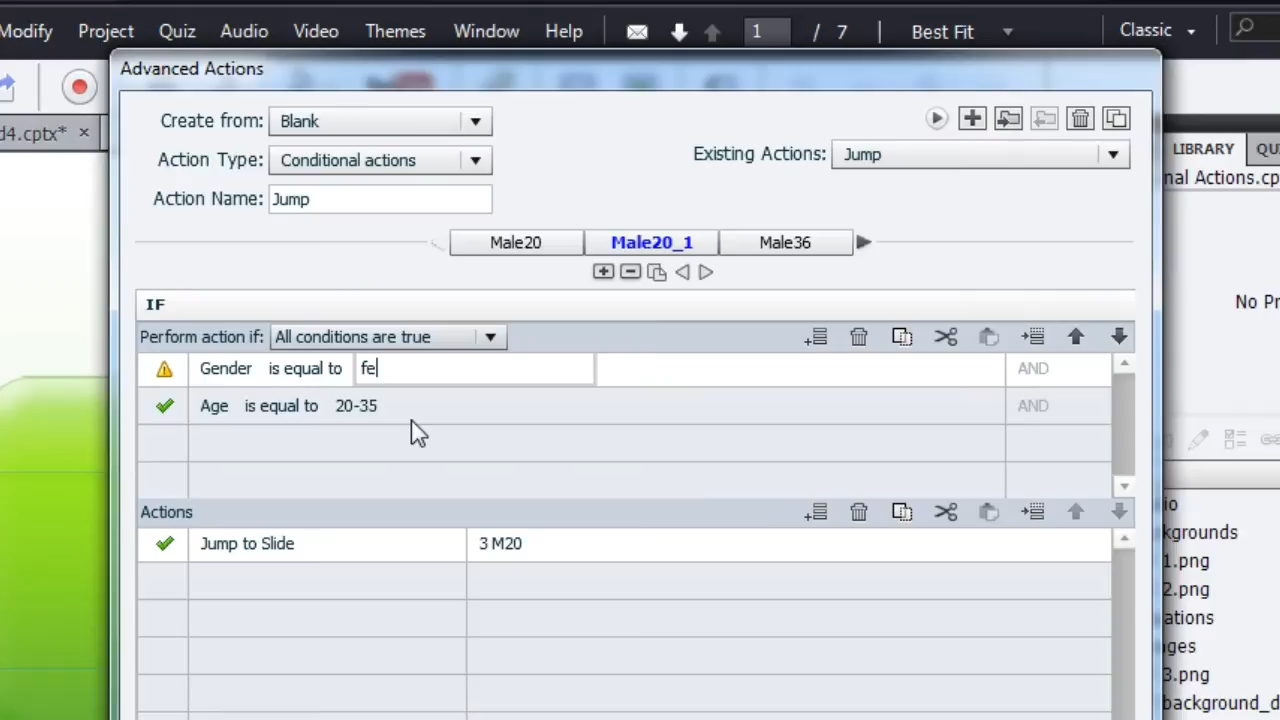 Modify Project Quiz Audio Video Themes Window Help 1 / 7 Best Fit Classic
Advanced Actions
d4.cptx* ×
Create from: Blank
Action Type: Conditional actions
Existing Actions: Jump
Action Name: Jump
LIBRARY QU
nal Actions.cp
Male20 Male20_1 Male36
No Pr
IF
Perform action if: All conditions are true
Gender is equal to fe AND
Age is equal to 20-35 AND
Actions
Jump to Slide 3 M20
io
kgrounds
1.png
2.png
ations
ges
3.png
background_d